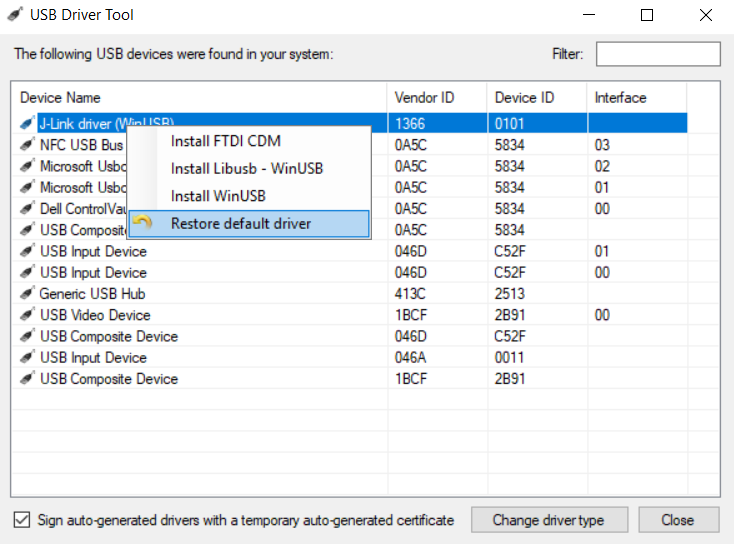 USB Driver Tool
The following USB devices were found in your system: Filter:
Device Name Vendor ID Device ID Interface
J-Link driver (WinUSB) 1366 0101
Install FTDI CDM
NFC USB Bus 0A5C 5834 03
Install Libusb - WinUSB
Microsoft Usbc 0A5C 5834 02
Microsoft Usbc 0A5C 5834 01
Install WinUSB
Dell ControlVau 0A5C 5834 00
Restore default driver
USB Composite 0A5C 5834
USB Input Device 046D C52F 01
USB Input Device 046D C52F 00
Generic USB Hub 413C 2513
USB Video Device 1BCF 2B91 00
USB Composite Device 046D C52F
USB Input Device 046A 0011
USB Composite Device 1BCF 2B91
Sign auto-generated drivers with a temporary auto-generated certificate Change driver type Close